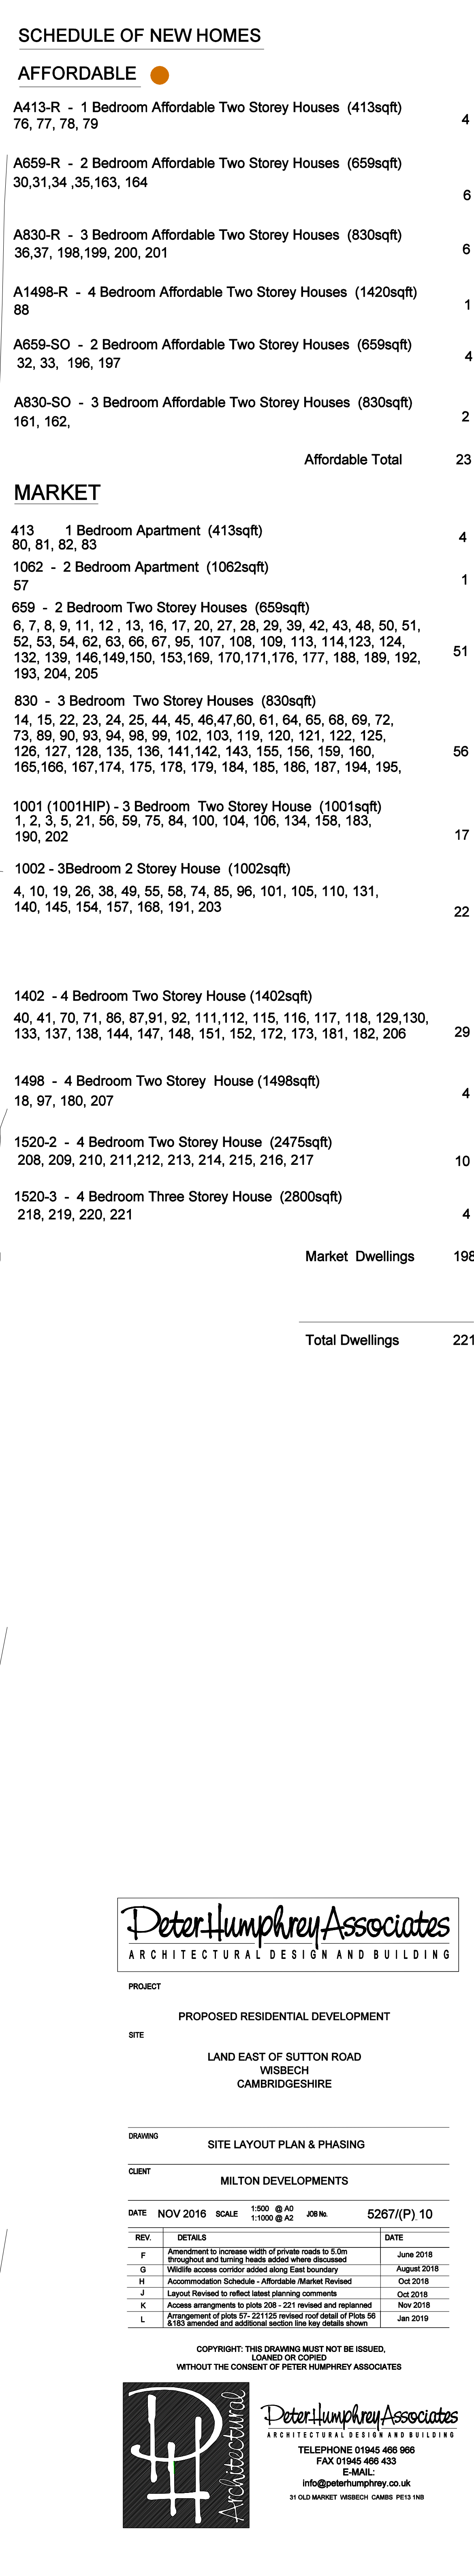 SCHEDULE OF NEW HOMES
AFFORDABLE
A413-R - 1 Bedroom Affordable Two Storey Houses (413sqft)
76, 77, 78, 79 4
A659-R - 2 Bedroom Affordable Two Storey Houses (659sqft)
30,31,34 ,35,163, 164
6
A830-R - 3 Bedroom Affordable Two Storey Houses (830sqft)
36,37, 198,199, 200, 201 6
A1498-R - 4 Bedroom Affordable Two Storey Houses (1420sqft)
88 1
A659-SO - 2 Bedroom Affordable Two Storey Houses (659sqft)
32, 33, 196, 197 4
A830-SO - 3 Bedroom Affordable Two Storey Houses (830sqft)
161, 162, 2
Affordable Total 23
MARKET
413 1 Bedroom Apartment (413sqft)
80, 81, 82, 83 4
1062 - 2 Bedroom Apartment (1062sqft)
57 1
659 - 2 Bedroom Two Storey Houses (659sqft)
6, 7, 8, 9, 11, 12 , 13, 16, 17, 20, 27, 28, 29, 39, 42, 43, 48, 50, 51,
52, 53, 54, 62, 63, 66, 67, 95, 107, 108, 109, 113, 114,123, 124,
132, 139, 146,149,150, 153,169, 170,171,176, 177, 188, 189, 192, 51
193, 204, 205
830 - 3 Bedroom Two Storey Houses (830sqft)
14, 15, 22, 23, 24, 25, 44, 45, 46,47,60, 61, 64, 65, 68, 69, 72,
73, 89, 90, 93, 94, 98, 99, 102, 103, 119, 120, 121, 122, 125,
126, 127, 128, 135, 136, 141,142, 143, 155, 156, 159, 160, 56
165,166, 167,174, 175, 178, 179, 184, 185, 186, 187, 194, 195,
1001 (1001HIP) - 3 Bedroom Two Storey House (1001sqft)
1, 2, 3, 5, 21, 56, 59, 75, 84, 100, 104, 106, 134, 158, 183,
190, 202 17
1002 - 3Bedroom 2 Storey House (1002sqft)
4, 10, 19, 26, 38, 49, 55, 58, 74, 85, 96, 101, 105, 110, 131,
140, 145, 154, 157, 168, 191, 203 22
1402 - 4 Bedroom Two Storey House (1402sqft)
40, 41, 70, 71, 86, 87,91, 92, 111,112, 115, 116, 117, 118, 129,130,
133, 137, 138, 144, 147, 148, 151, 152, 172, 173, 181, 182, 206 29
1498 - 4 Bedroom Two Storey House (1498sqft)
18, 97, 180, 207 4
1520-2 - 4 Bedroom Two Storey House (2475sqft)
208, 209, 210, 211,212, 213, 214, 215, 216, 217 10
1520-3 - 4 Bedroom Three Storey House (2800sqft)
218, 219, 220, 221 4
Market Dwellings 198
Total Dwellings 221
Peter Humphrey Associates
ARCHITECTURAL DESIGN AND BUILDING
PROJECT
PROPOSED RESIDENTIAL DEVELOPMENT
SITE
LAND EAST OF SUTTON ROAD
WISBECH
CAMBRIDGESHIRE
DRAWING
SITE LAYOUT PLAN & PHASING
CLIENT
MILTON DEVELOPMENTS
DATE NOV 2016 SCALE 1:500 @ A0 1:1000 @ A2 JOB No. 5267/(P)_10
REV. DETAILS DATE
F Amendment to increase width of private roads to 5.0m throughout and turning heads added where discussed June 2018
G Wildlife access corridor added along East boundary August 2018
H Accommodation Schedule - Affordable /Market Revised Oct 2018
J Layout Revised to reflect latest planning comments Oct 2018
K Access arrangments to plots 208 - 221 revised and replanned Nov 2018
L Arrangement of plots 57- 221125 revised roof detail of Plots 56 &183 amended and additional section line key details shown Jan 2019
COPYRIGHT: THIS DRAWING MUST NOT BE ISSUED,
LOANED OR COPIED
WITHOUT THE CONSENT OF PETER HUMPHREY ASSOCIATES
PH Architectural
Peter Humphrey Associates
ARCHITECTURAL DESIGN AND BUILDING
TELEPHONE 01945 466 966
FAX 01945 466 433
E-MAIL:
info@peterhumphrey.co.uk
31 OLD MARKET WISBECH CAMBS PE13 1NB